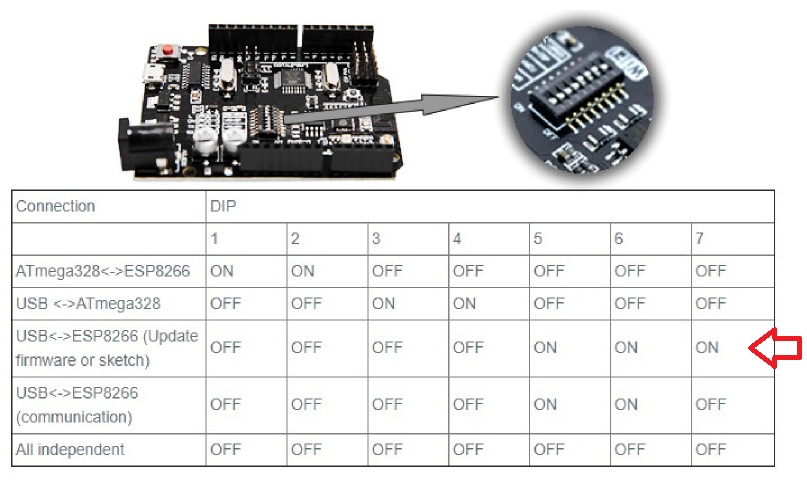 Connection DIP
1 2 3 4 5 6 7
ATmega328<->ESP8266 ON ON OFF OFF OFF OFF OFF
USB <->ATmega328 OFF OFF ON ON OFF OFF OFF
USB<->ESP8266 (Update
firmware or sketch) OFF OFF OFF OFF ON ON ON
USB<->ESP8266
(communication) OFF OFF OFF OFF ON ON OFF
All independent OFF OFF OFF OFF OFF OFF OFF